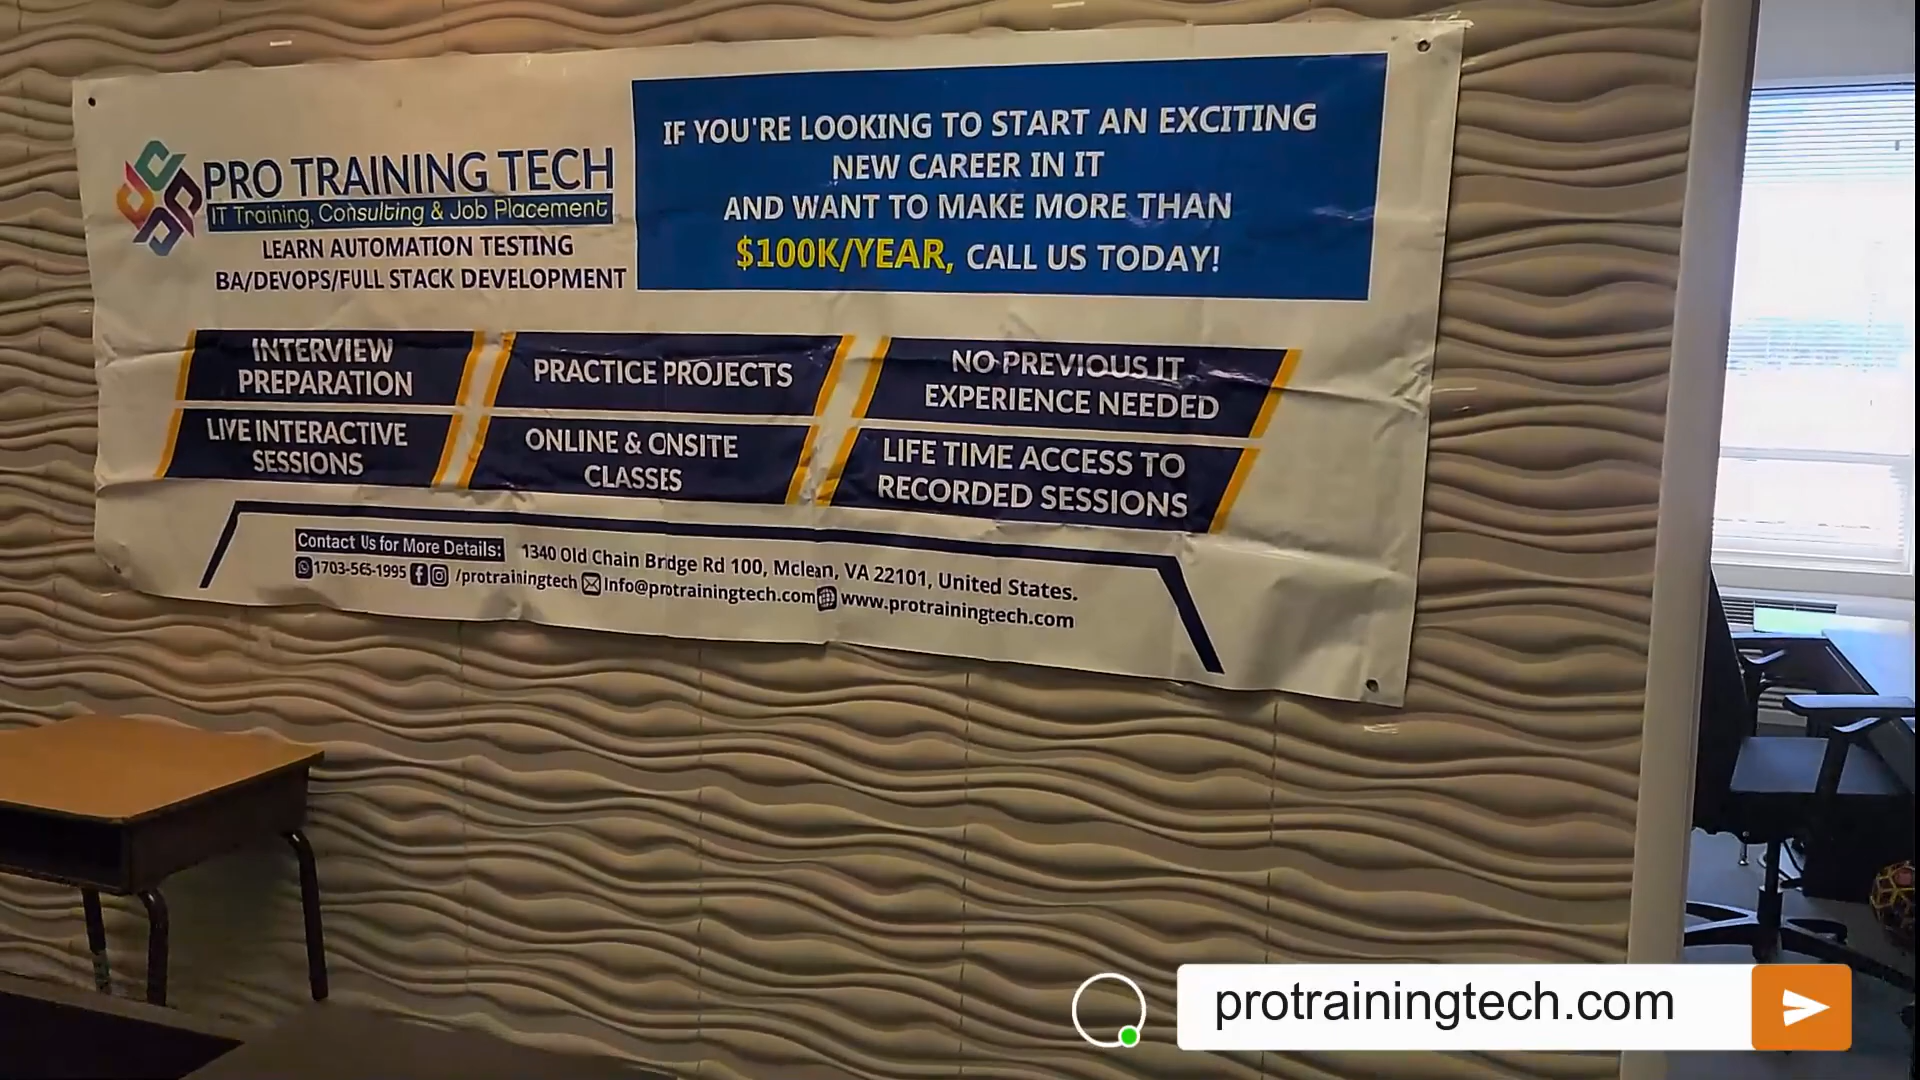 PRO TRAINING TECH
IT Training, Consulting & Job Placement
LEARN AUTOMATION TESTING
BA/DEVOPS/FULL STACK DEVELOPMENT
IF YOU'RE LOOKING TO START AN EXCITING
NEW CAREER IN IT
AND WANT TO MAKE MORE THAN
$100K/YEAR, CALL US TODAY!
INTERVIEW
PREPARATION
PRACTICE PROJECTS
NO PREVIOUS IT
EXPERIENCE NEEDED
LIVE INTERACTIVE
SESSIONS
ONLINE & ONSITE
CLASSES
LIFE TIME ACCESS TO
RECORDED SESSIONS
Contact Us for More Details: 1340 Old Chain Bridge Rd 100, Mclean, VA 22101, United States.
1703-565-1995 /protrainingtech Info@protrainingtech.com www.protrainingtech.com
protrainingtech.com